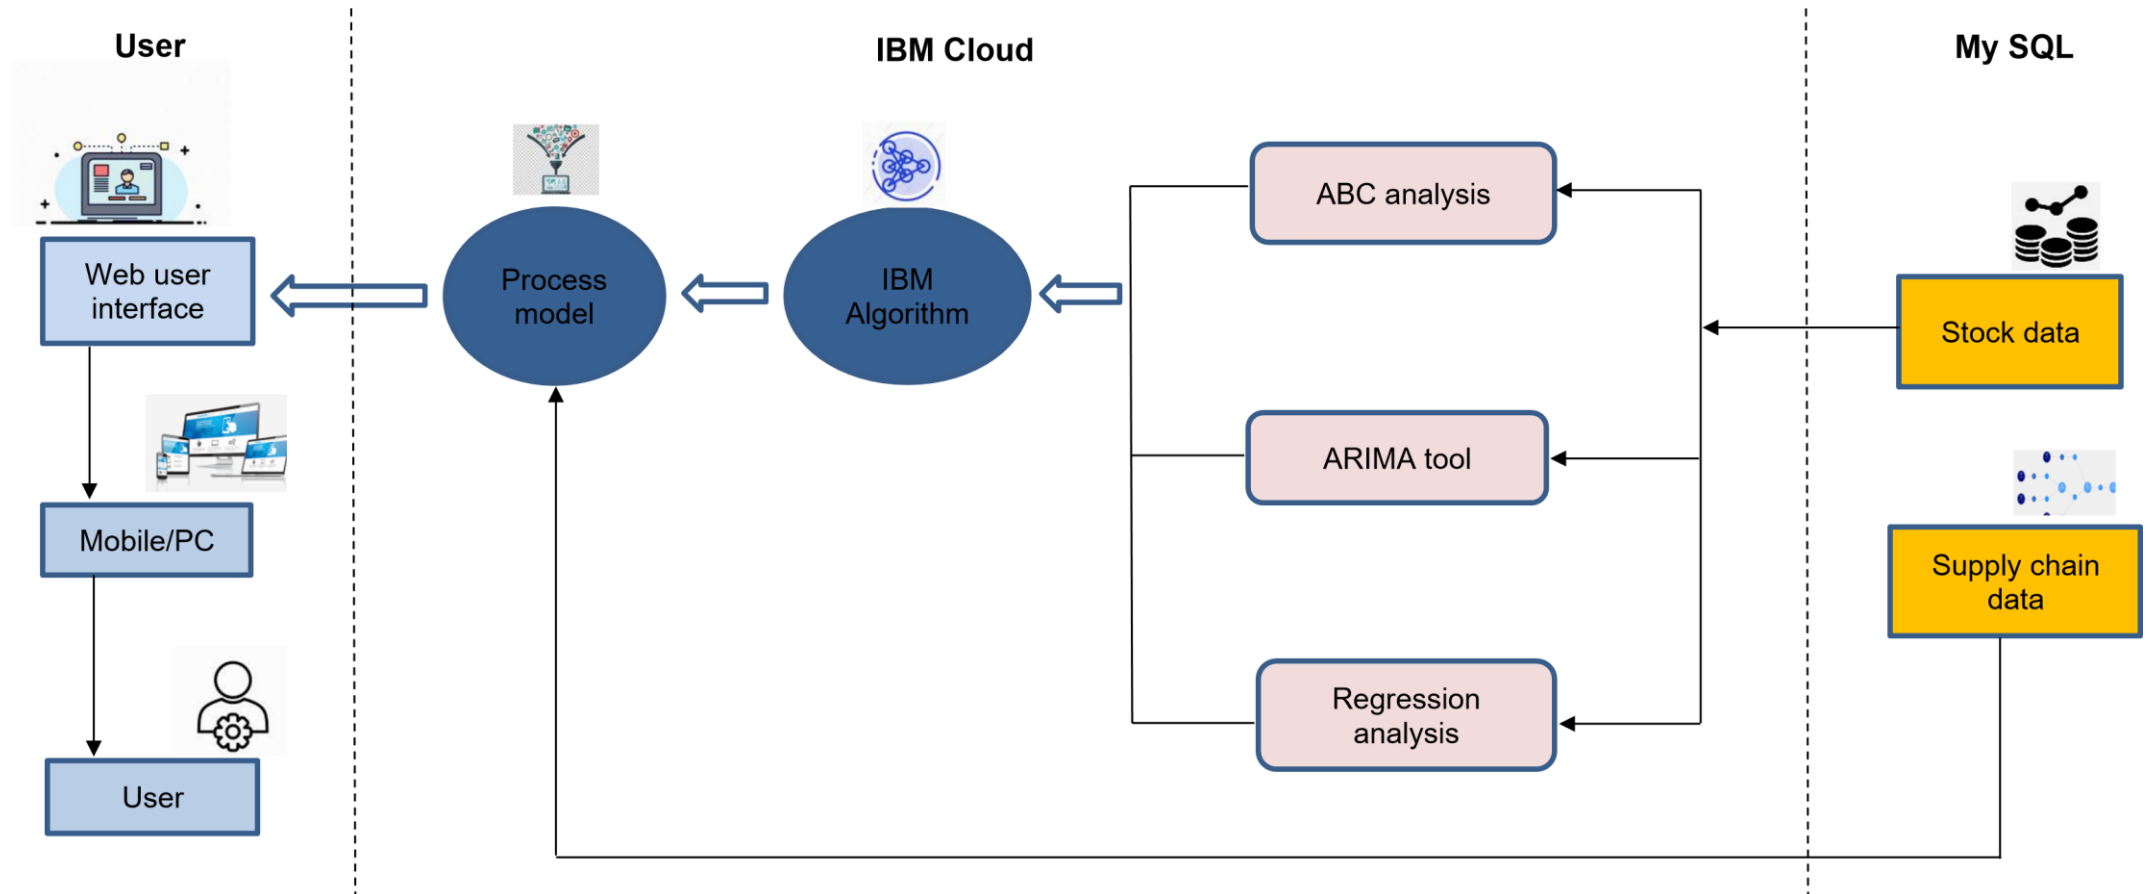 User
IBM Cloud
My SQL
Web user
interface
Process
model
IBM
Algorithm
ABC analysis
Stock data
ARIMA tool
Mobile/PC
Supply chain
data
Regression
analysis
User